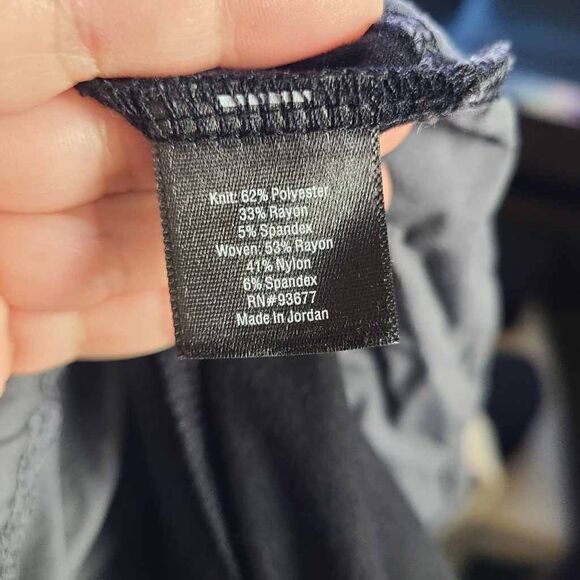 Knit: 62% Polyester
33% Rayon
5% Spandex
Woven: 53% Rayon
41% Nylon
6% Spandex
RN#93677
Made In Jordan